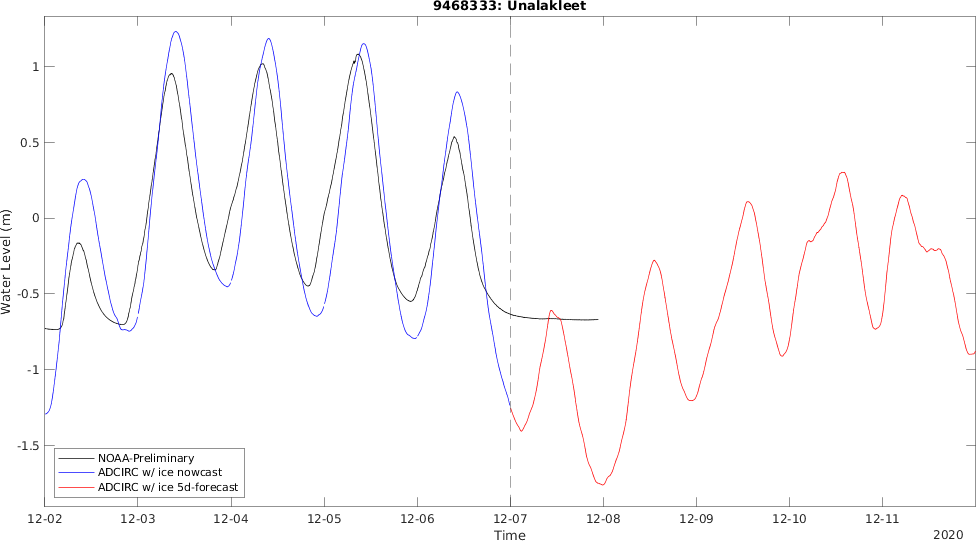 9468333: Unalakleet
Water Level (m)
1
0.5
0
-0.5
-1
-1.5
NOAA-Preliminary
ADCIRC w/ ice nowcast
ADCIRC w/ ice 5d-forecast
12-02 12-03 12-04 12-05 12-06 12-07 12-08 12-09 12-10 12-11
Time
2020